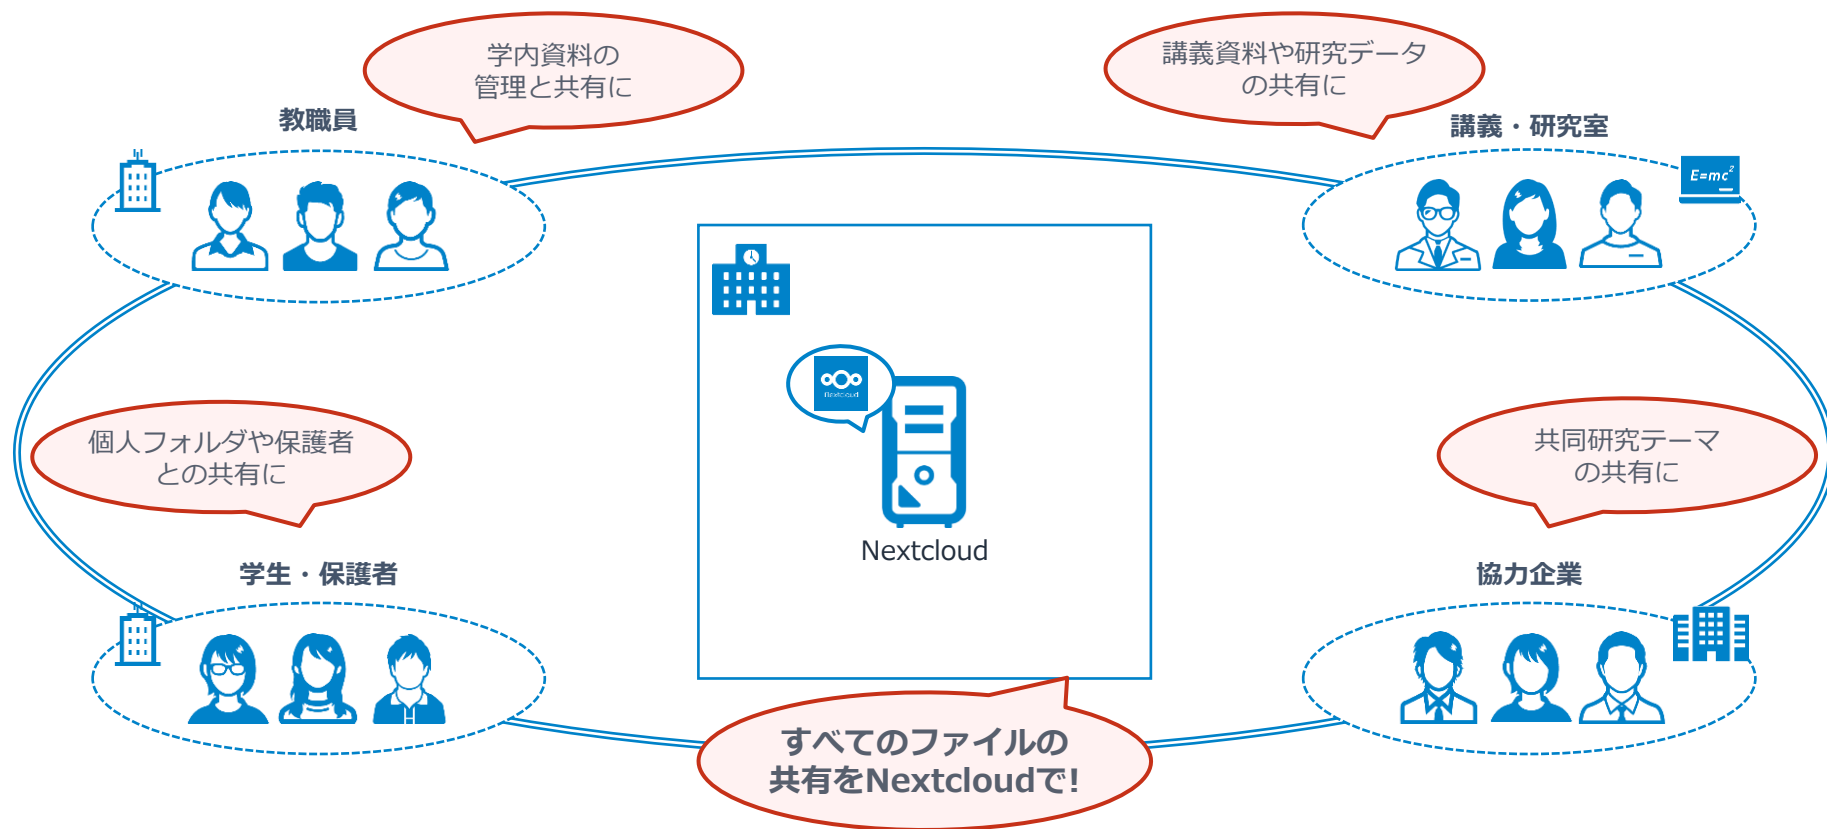 学内資料の
管理と共有に
講義資料や研究データ
の共有に
教職員
講義・研究室
E=mc²
Nextcloud
個人フォルダや保護者
との共有に
共同研究テーマ
の共有に
Nextcloud
学生・保護者
協力企業
すべてのファイルの
共有をNextcloudで!